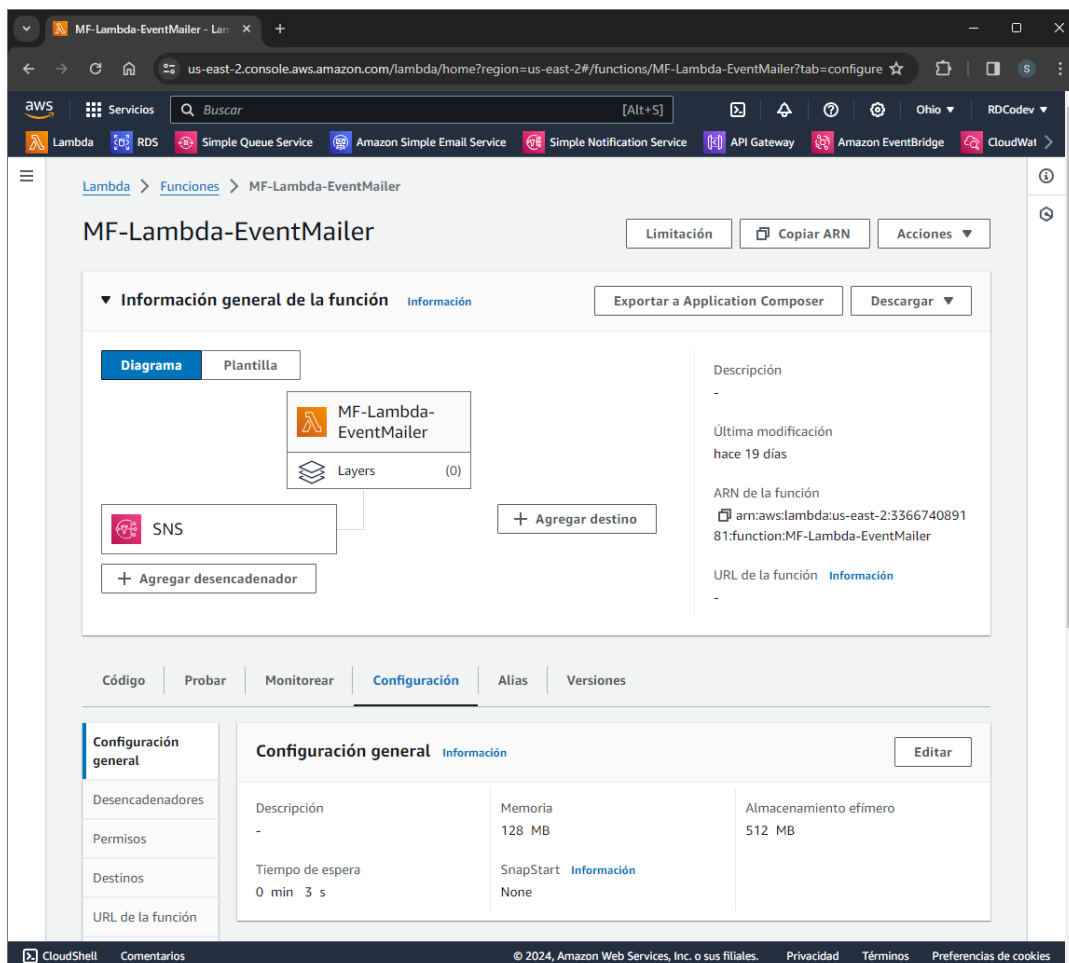 MF-Lambda-EventMailer - Lam
us-east-2.console.aws.amazon.com/lambda/home?region=us-east-2#/functions/MF-Lambda-EventMailer?tab=configure
S
aws Servicios Buscar [Alt+S] Ohio RDCodev
Lambda RDS Simple Queue Service Amazon Simple Email Service Simple Notification Service API Gateway Amazon EventBridge CloudWat
Lambda > Funciones > MF-Lambda-EventMailer
MF-Lambda-EventMailer
Limitación Copiar ARN Acciones
Información general de la función Información
Exportar a Application Composer Descargar
Diagrama Plantilla
MF-Lambda-
EventMailer
Layers (0)
SNS
+ Agregar desencadenador
+ Agregar destino
Descripción
-
Última modificación
hace 19 días
ARN de la función
arn:aws:lambda:us-east-2:3366740891
81:function:MF-Lambda-EventMailer
URL de la función Información
-
Código Probar Monitorear Configuración Alias Versiones
Configuración
general
Desencadenadores
Permisos
Destinos
URL de la función
Configuración general Información
Editar
Descripción
-
Memoria
128 MB
Almacenamiento efímero
512 MB
Tiempo de espera
0 min 3 s
SnapStart Información
None
CloudShell Comentarios © 2024, Amazon Web Services, Inc. o sus filiales. Privacidad Términos Preferencias de cookies